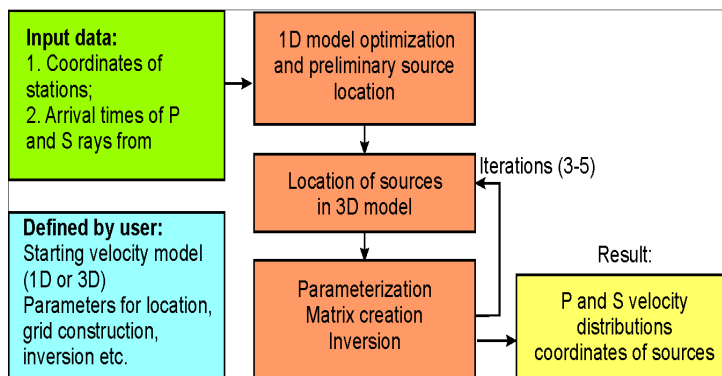 Input data:
1. Coordinates of
stations;
2. Arrival times of P
and S rays from
1D model optimization
and preliminary source
location
Iterations (3-5)
Location of sources
in 3D model
Defined by user:
Starting velocity model
(1D or 3D)
Parameters for location,
grid construction,
inversion etc.
Parameterization
Matrix creation
Inversion
Result:
P and S velocity
distributions
coordinates of sources